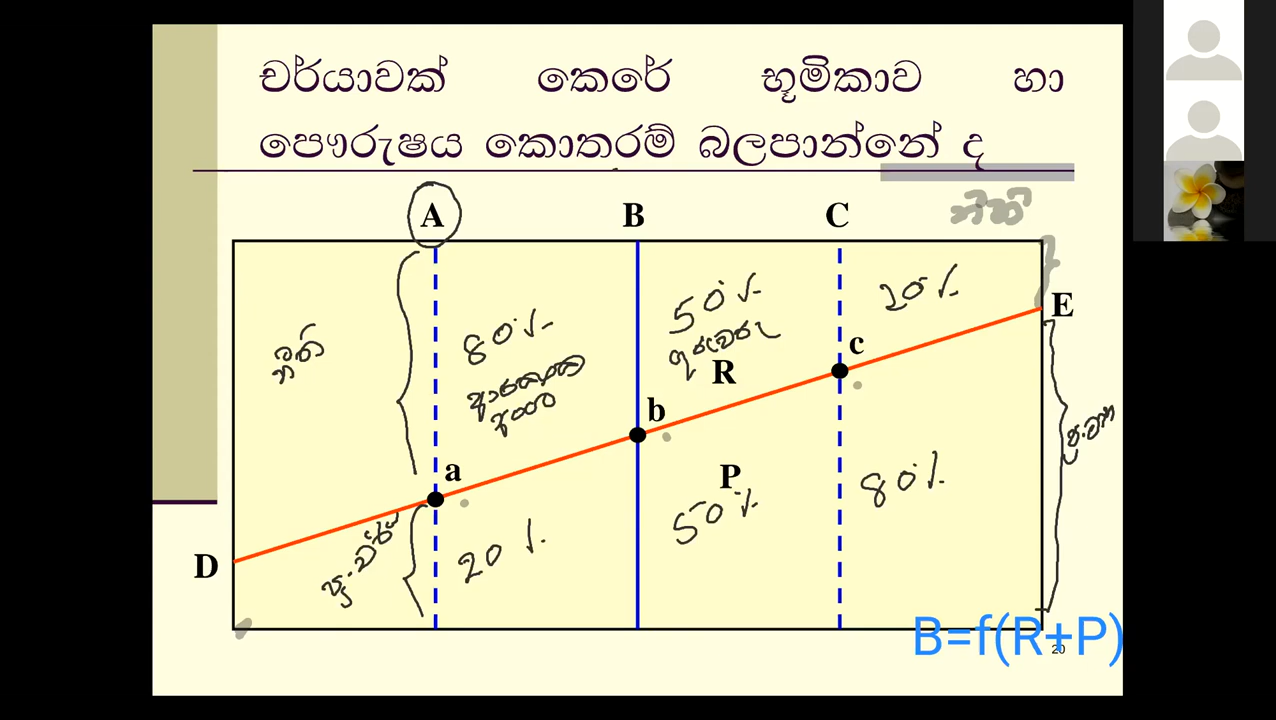 චර්යාවක් කෙරේ භූමිකාව හා
පෞරුෂය කොතරම් බලපාන්නේ ද
A B C
50%
20%
E
80%
c
R
b
P
a
80%
50%
D
20%
B=f(R+P)
20